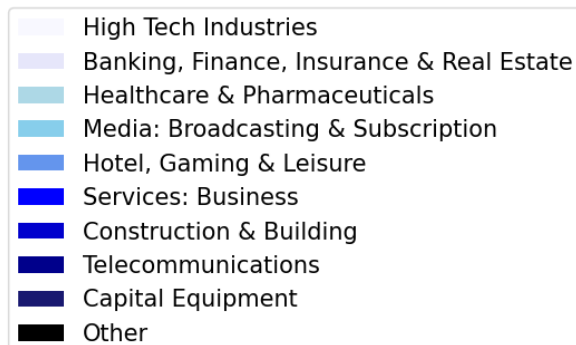 High Tech Industries
Banking, Finance, Insurance & Real Estate
Healthcare & Pharmaceuticals
Media: Broadcasting & Subscription
Hotel, Gaming & Leisure
Services: Business
Construction & Building
Telecommunications
Capital Equipment
Other